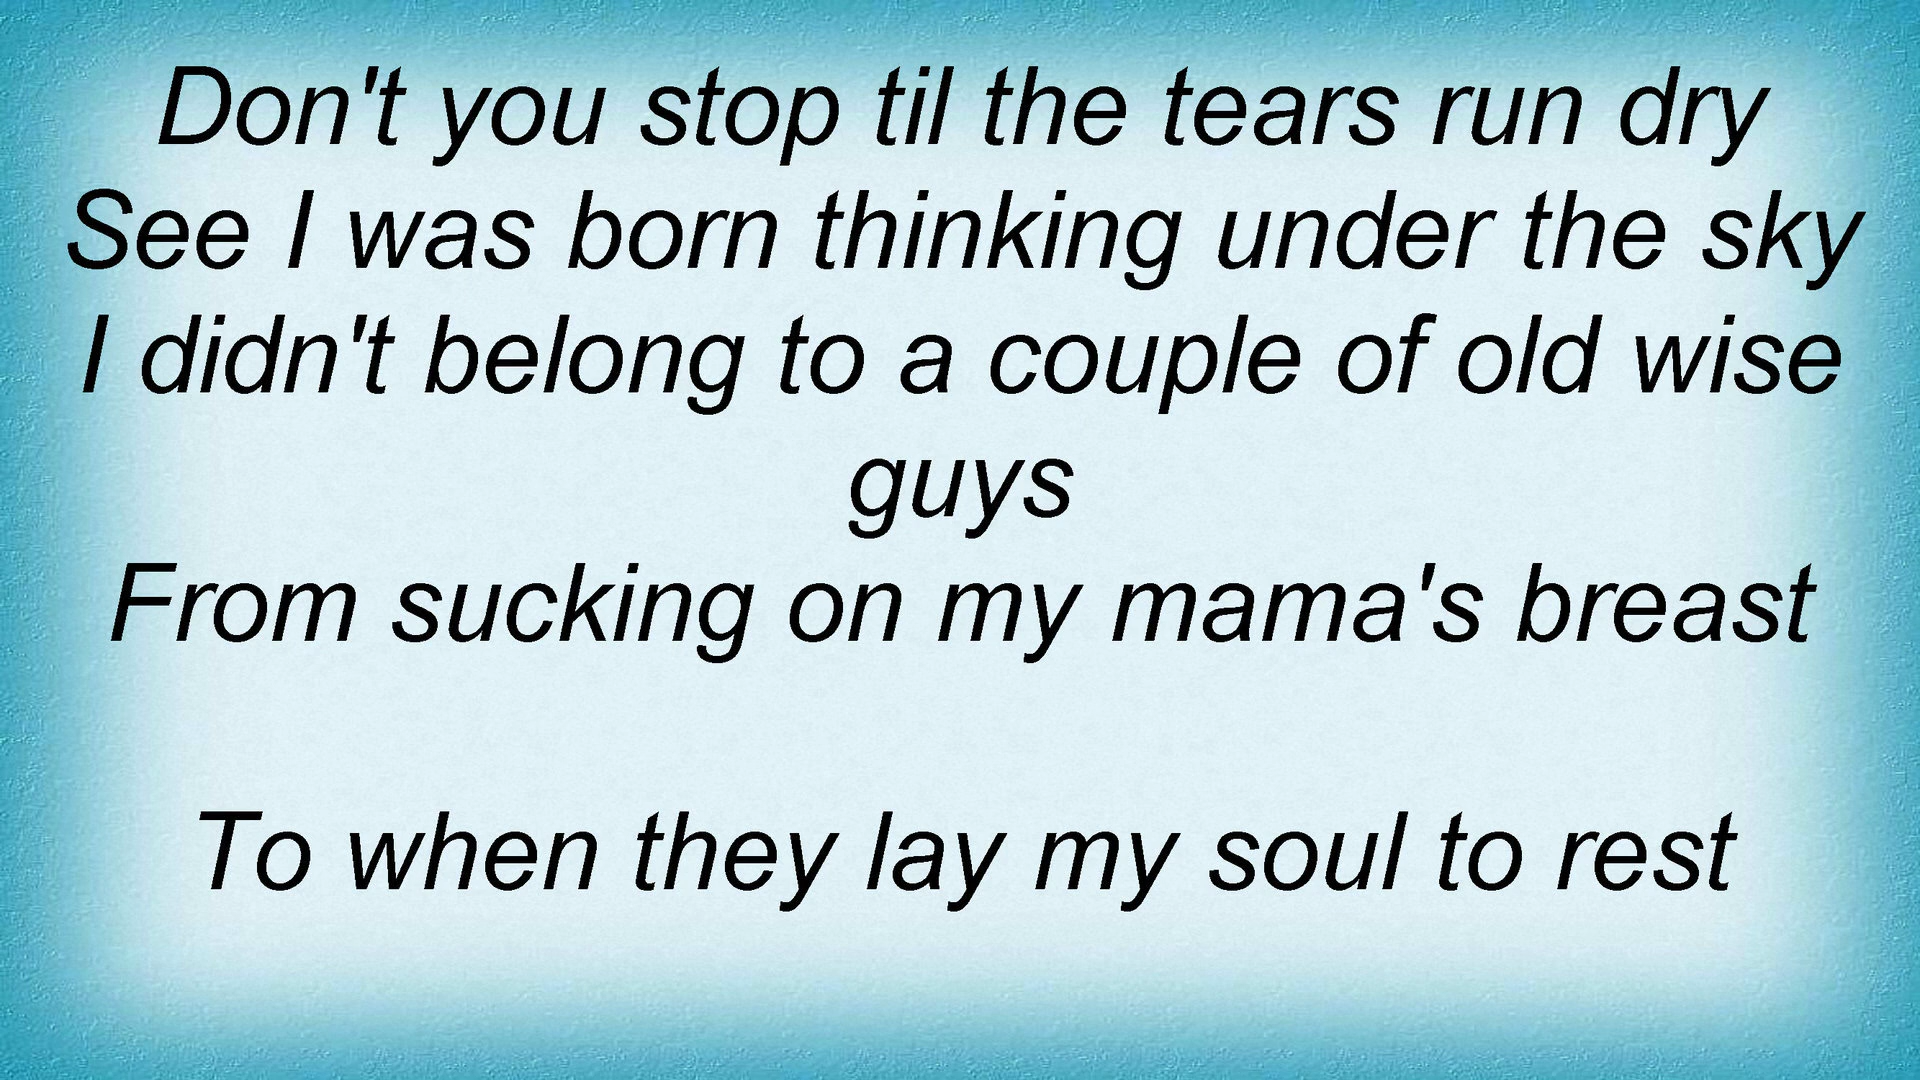 Don't you stop til the tears run dry
See I was born thinking under the sky
I didn't belong to a couple of old wise
guys
From sucking on my mama's breast
To when they lay my soul to rest